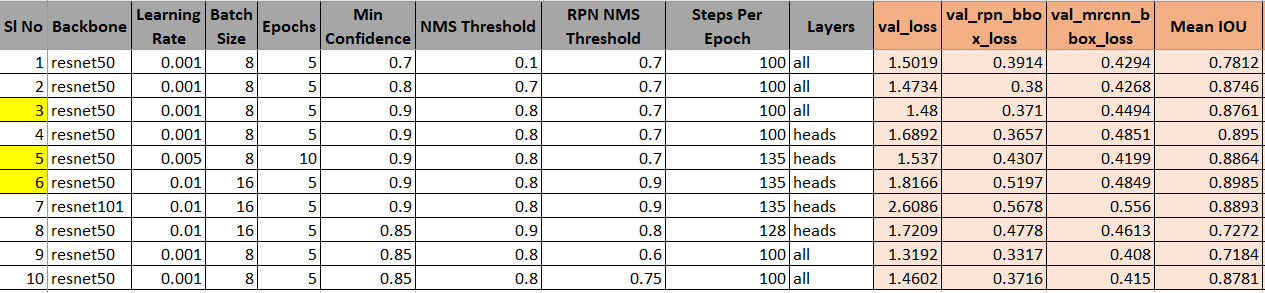 Sl No Backbone Learning Rate Batch Size Epochs Min Confidence NMS Threshold RPN NMS Threshold Steps Per Epoch Layers val_loss val_rpn_bbox_loss val_mrcnn_bbox_loss Mean IOU
1 resnet50 0.001 8 5 0.7 0.1 0.7 100 all 1.5019 0.3914 0.4294 0.7812
2 resnet50 0.001 8 5 0.8 0.7 0.7 100 all 1.4734 0.38 0.4268 0.8746
3 resnet50 0.001 8 5 0.9 0.8 0.7 100 all 1.48 0.371 0.4494 0.8761
4 resnet50 0.001 8 5 0.9 0.8 0.7 100 heads 1.6892 0.3657 0.4851 0.895
5 resnet50 0.005 8 10 0.9 0.8 0.7 135 heads 1.537 0.4307 0.4199 0.8864
6 resnet50 0.01 16 5 0.9 0.8 0.9 135 heads 1.8166 0.5197 0.4849 0.8985
7 resnet101 0.01 16 5 0.9 0.8 0.9 135 heads 2.6086 0.5678 0.556 0.8893
8 resnet50 0.01 16 5 0.85 0.9 0.8 128 heads 1.7209 0.4778 0.4613 0.7272
9 resnet50 0.001 8 5 0.85 0.8 0.6 100 all 1.3192 0.3317 0.408 0.7184
10 resnet50 0.001 8 5 0.85 0.8 0.75 100 all 1.4602 0.3716 0.415 0.8781